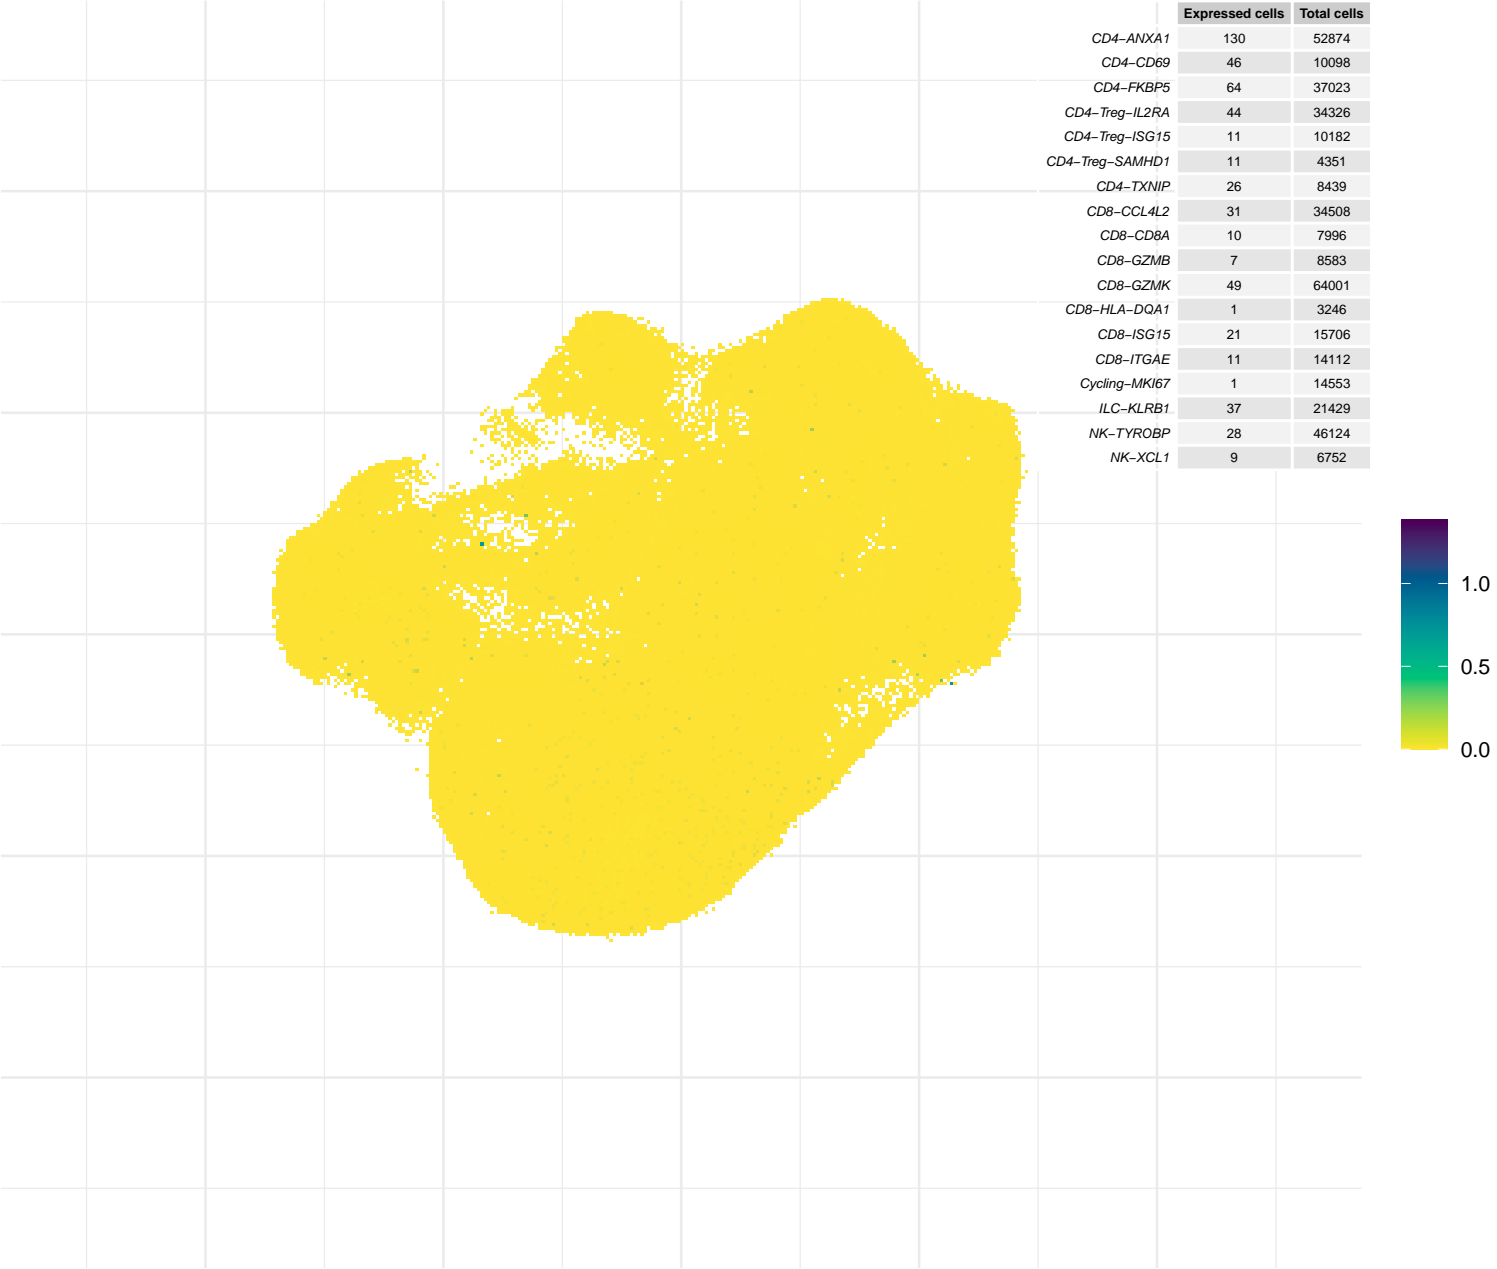 Expressed cells Total cells
CD4−ANXA1 130 52874
CD4−CD69 46 10098
CD4−FKBP5 64 37023
CD4−Treg−IL2RA 44 34326
CD4−Treg−ISG15 11 10182
CD4−Treg−SAMHD1 11 4351
CD4−TXNIP 26 8439
CD8−CCL4L2 31 34508
CD8−CD8A 10 7996
CD8−GZMB 7 8583
CD8−GZMK 49 64001
CD8−HLA−DQA1 1 3246
CD8−ISG15 21 15706
CD8−ITGAE 11 14112
Cycling−MKI67 1 14553
ILC−KLRB1 37 21429
NK−TYROBP 28 46124
NK−XCL1 9 6752
1.0
0.5
0.0